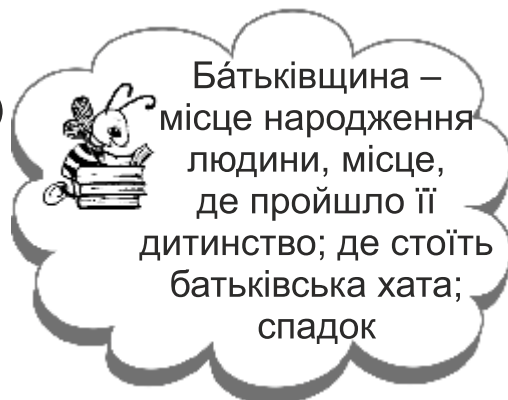 Ба́тьківщина –
місце народження
людини, місце,
де пройшло її
дитинство; де стоїть
батьківська хата;
спадок